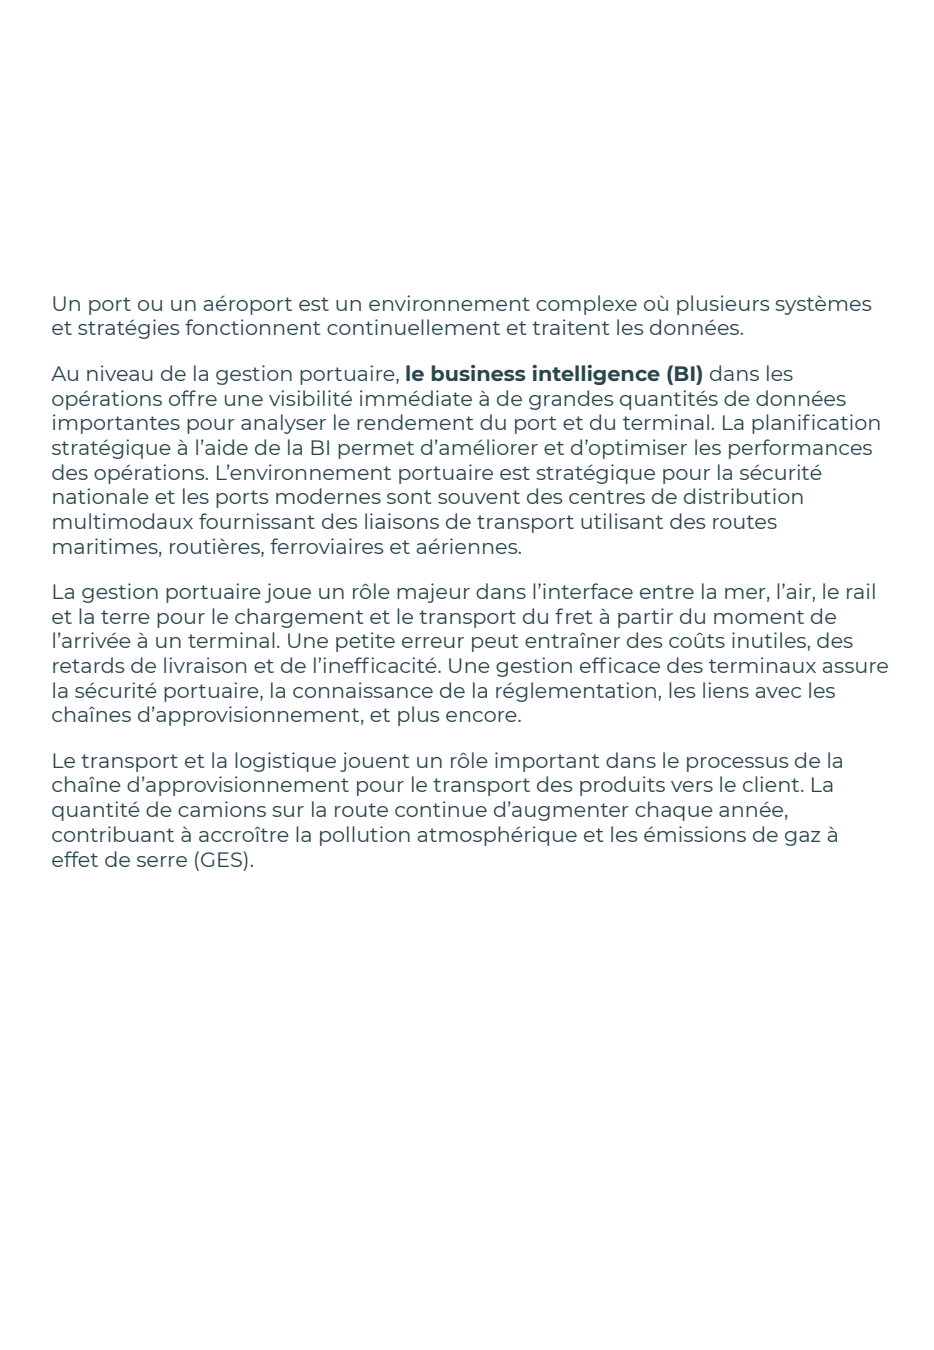 Un port ou un aéroport est un environnement complexe où plusieurs systèmes
et stratégies fonctionnent continuellement et traitent les données.
Au niveau de la gestion portuaire, le business intelligence (BI) dans les
opérations offre une visibilité immédiate à de grandes quantités de données
importantes pour analyser le rendement du port et du terminal. La planification
stratégique à l’aide de la BI permet d’améliorer et d’optimiser les performances
des opérations. L’environnement portuaire est stratégique pour la sécurité
nationale et les ports modernes sont souvent des centres de distribution
multimodaux fournissant des liaisons de transport utilisant des routes
maritimes, routières, ferroviaires et aériennes.
La gestion portuaire joue un rôle majeur dans l’interface entre la mer, l’air, le rail
et la terre pour le chargement et le transport du fret à partir du moment de
l’arrivée à un terminal. Une petite erreur peut entraîner des coûts inutiles, des
retards de livraison et de l’inefficacité. Une gestion efficace des terminaux assure
la sécurité portuaire, la connaissance de la réglementation, les liens avec les
chaînes d’approvisionnement, et plus encore.
Le transport et la logistique jouent un rôle important dans le processus de la
chaîne d’approvisionnement pour le transport des produits vers le client. La
quantité de camions sur la route continue d’augmenter chaque année,
contribuant à accroître la pollution atmosphérique et les émissions de gaz à
effet de serre (GES).